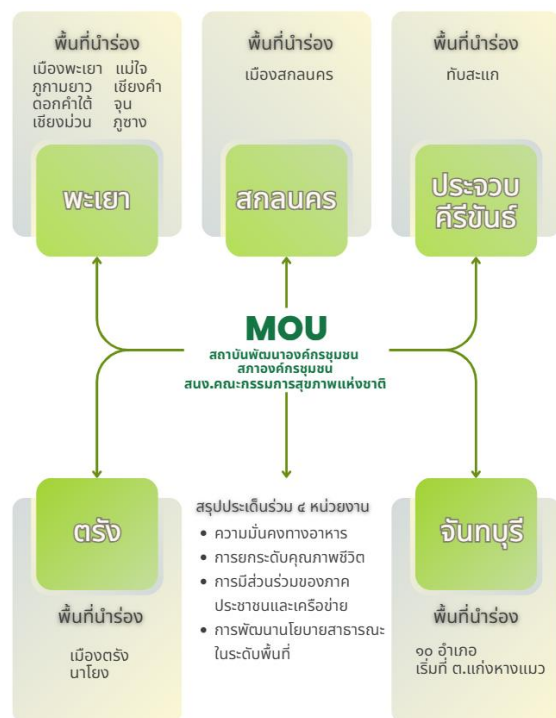 พื้นที่นำร่อง
เมืองพะเยา แม่ใจ
ภูกามยาว เชียงคำ
ดอกคำใต้ จุน
เชียงม่วน ภูซาง
พะเยา
พื้นที่นำร่อง
เมืองสกลนคร
สกลนคร
พื้นที่นำร่อง
ทับสะแก
ประจวบ
คีรีขันธ์
MOU
สถาบันพัฒนาองค์กรชุมชน
สภาองค์กรชุมชน
สนง.คณะกรรมการสุขภาพแห่งชาติ
ตรัง
พื้นที่นำร่อง
เมืองตรัง
นาโยง
สรุปประเด็นร่วม ๔ หน่วยงาน
• ความมั่นคงทางอาหาร
• การยกระดับคุณภาพชีวิต
• การมีส่วนร่วมของภาค
ประชาชนและเครือข่าย
• การพัฒนานโยบายสาธารณะ
ในระดับพื้นที่
จันทบุรี
พื้นที่นำร่อง
๑๐ อำเภอ
เริ่มที่ ต.แก่งหางแมว